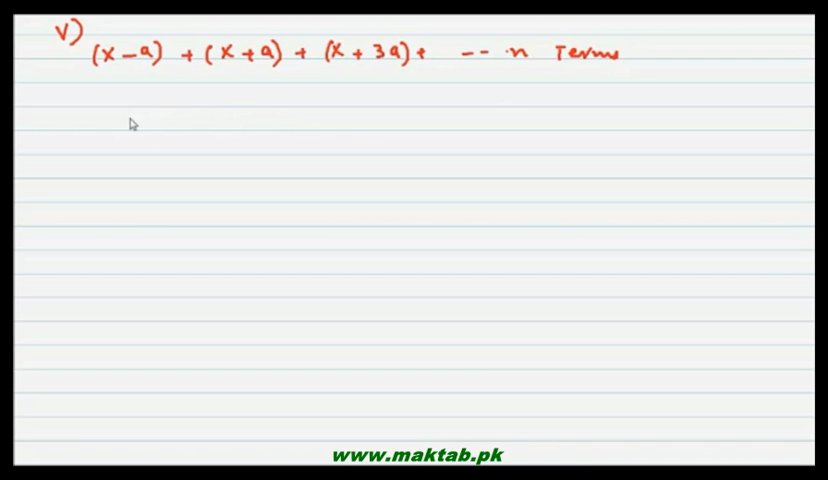 v)
(x-a) + (x+a) + (x+3a)+ --- n Terms
www.maktab.pk